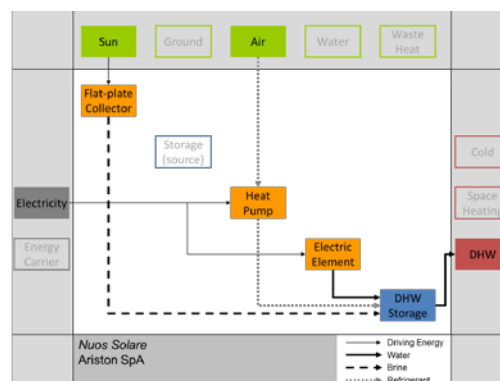 Sun
Ground
Air
Water
Waste
Heat
Flat-plate
Collector
Storage
(source)
Cold
Electricity
Heat
Pump
Space
Heating
Energy
Carrier
Electric
Element
DHW
DHW
Storage
Nuos Solare
Ariston SpA
Driving Energy
Water
Brine
Refrigerant